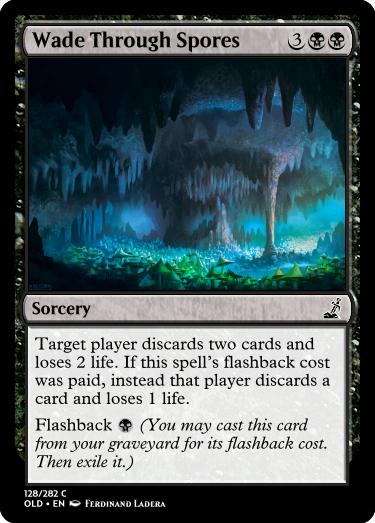 Wade Through Spores 3
Sorcery
Target player discards two cards and
loses 2 life. If this spell's flashback cost
was paid, instead that player discards a
card and loses 1 life.
Flashback (You may cast this card
from your graveyard for its flashback cost.
Then exile it.)
128/282 C
OLD • EN Ferdinand Ladera